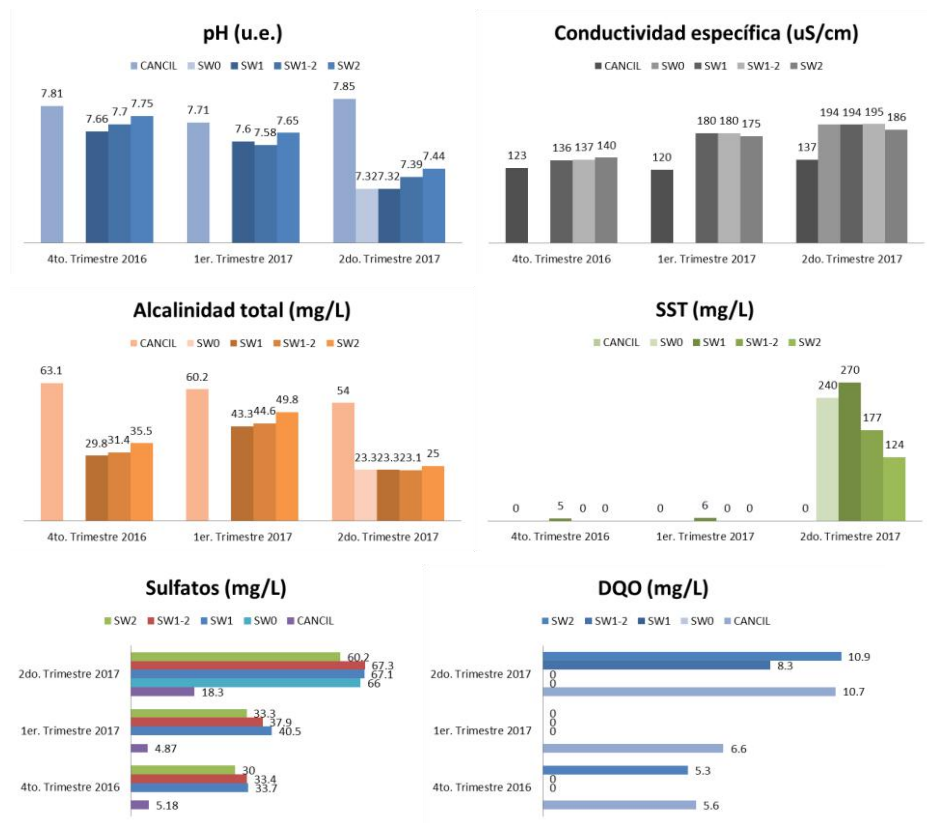 pH (u.e.)
CANCIL SW0 SW1 SW1-2 SW2
7.81 7.66 7.7 7.75 7.71 7.6 7.58 7.65 7.85 7.32 7.32 7.39 7.44
4to. Trimestre 2016 1er. Trimestre 2017 2do. Trimestre 2017
Conductividad específica (uS/cm)
CANCIL SW0 SW1 SW1-2 SW2
123 136 137 140 120 180 180 175 137 194 194 195 186
4to. Trimestre 2016 1er. Trimestre 2017 2do. Trimestre 2017
Alcalinidad total (mg/L)
CANCIL SW0 SW1 SW1-2 SW2
63.1 29.8 31.4 35.5 60.2 43.3 44.6 49.8 54 23.3 23.3 23.1 25
4to. Trimestre 2016 1er. Trimestre 2017 2do. Trimestre 2017
SST (mg/L)
CANCIL SW0 SW1 SW1-2 SW2
0 5 0 0 0 6 0 0 0 240 270 177 124
4to. Trimestre 2016 1er. Trimestre 2017 2do. Trimestre 2017
Sulfatos (mg/L)
SW2 SW1-2 SW1 SW0 CANCIL
60.2
67.3
2do. Trimestre 2017 67.1
66
18.3
33.3
37.9
1er. Trimestre 2017 40.5
4.87
30
33.4
4to. Trimestre 2016 33.7
5.18
DQO (mg/L)
SW2 SW1-2 SW1 SW0 CANCIL
10.9
8.3
2do. Trimestre 2017 0
0
10.7
0
0
1er. Trimestre 2017 0
6.6
5.3
0
4to. Trimestre 2016 0
5.6